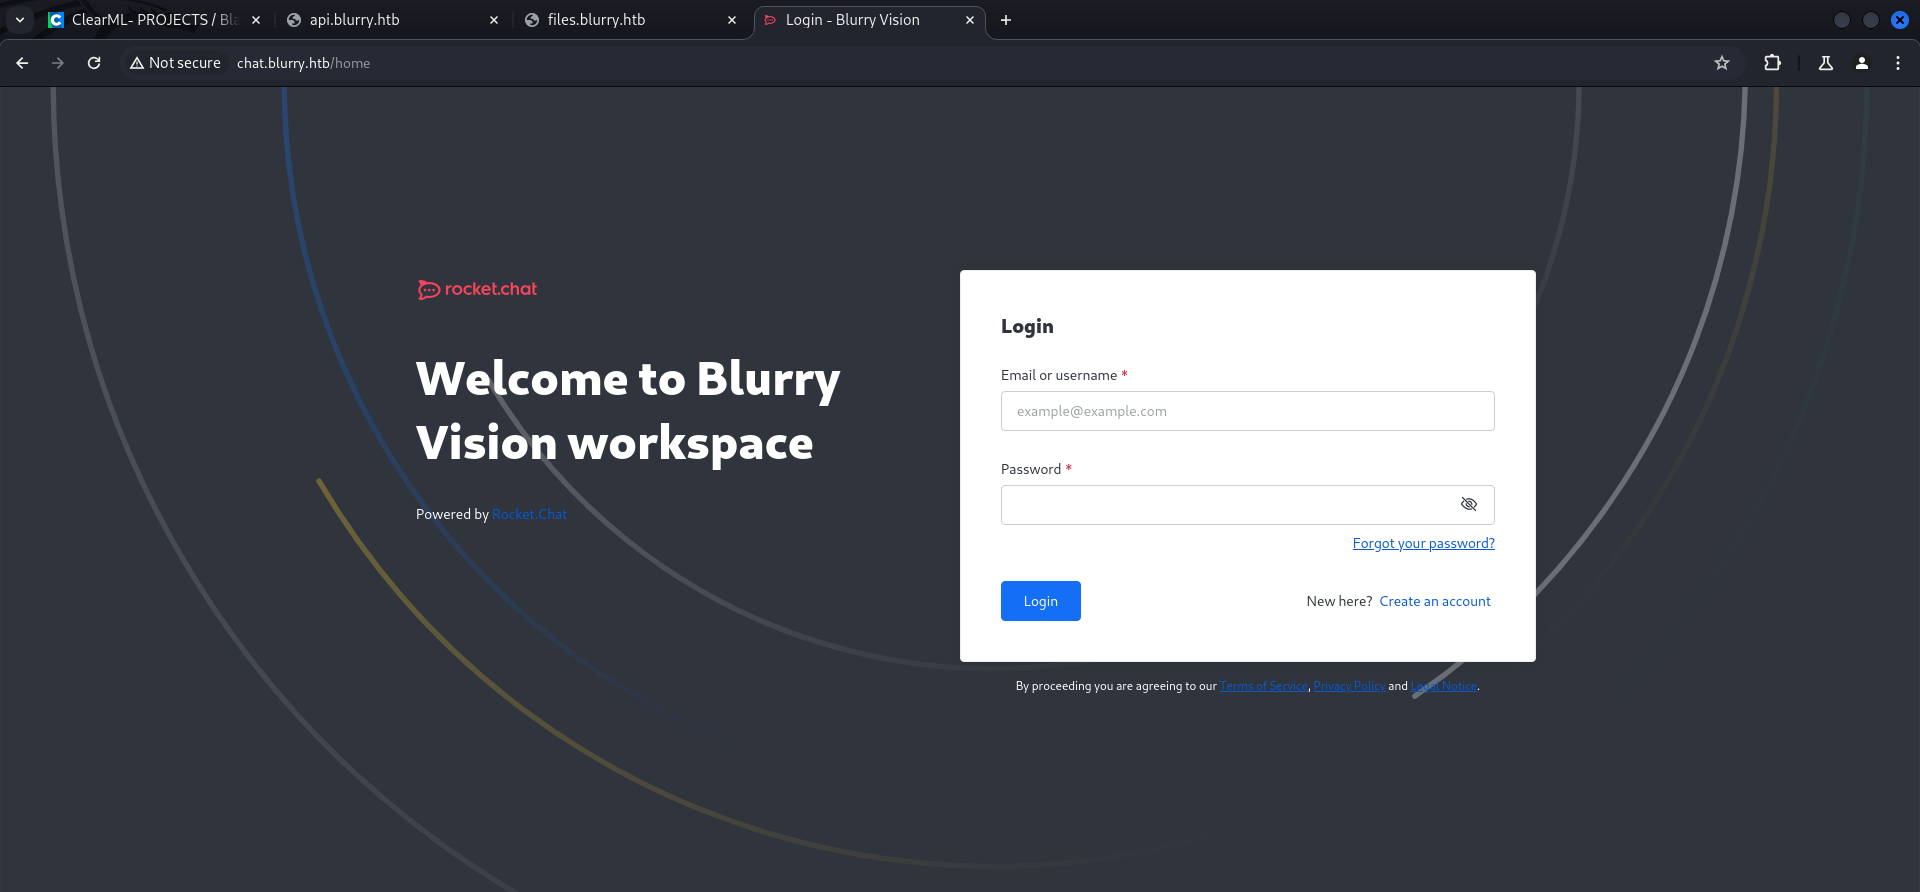 ClearML- PROJECTS / Bla
api.blurry.htb
files.blurry.htb
Login - Blurry Vision
Not secure
chat.blurry.htb/home
rocket.chat
Welcome to Blurry
Vision workspace
Powered by Rocket.Chat
Login
Email or username *
example@example.com
Password *
Forgot your password?
Login
New here? Create an account
By proceeding you are agreeing to our Terms of Service, Privacy Policy and Legal Notice.